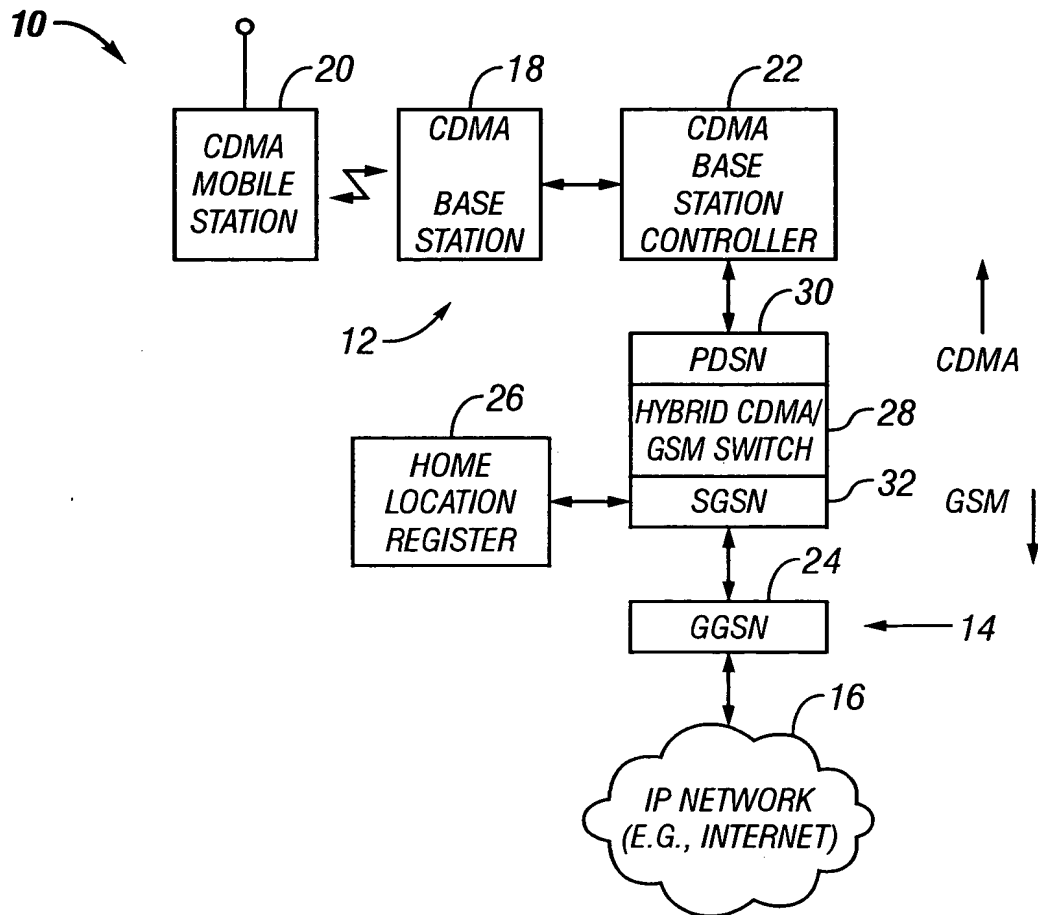 10
20
18
22
CDMA
MOBILE
STATION
CDMA
BASE
STATION
CDMA
BASE
STATION
CONTROLLER
12
30
PDSN
CDMA
26
HYBRID CDMA/
GSM SWITCH
28
HOME
LOCATION
REGISTER
SGSN
32
GSM
24
GGSN
14
16
IP NETWORK
(E.G., INTERNET)